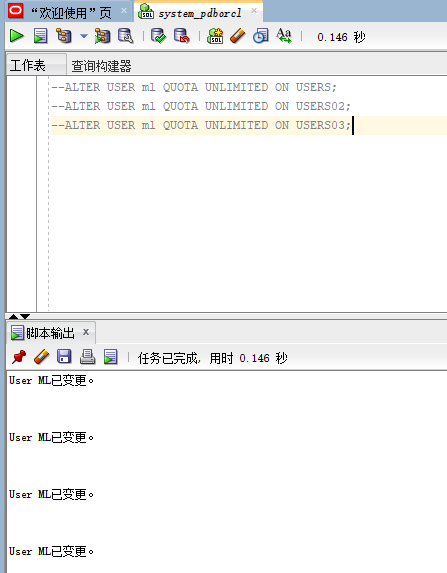 “欢迎使用”页
system_pdborcl
SQL
SQL
Aa
0.146 秒
工作表
查询构建器
--ALTER USER ml QUOTA UNLIMITED ON USERS;
--ALTER USER ml QUOTA UNLIMITED ON USERS02;
--ALTER USER ml QUOTA UNLIMITED ON USERS03;
脚本输出
任务已完成, 用时 0.146 秒
User ML已变更。
User ML已变更。
User ML已变更。
User ML已变更。